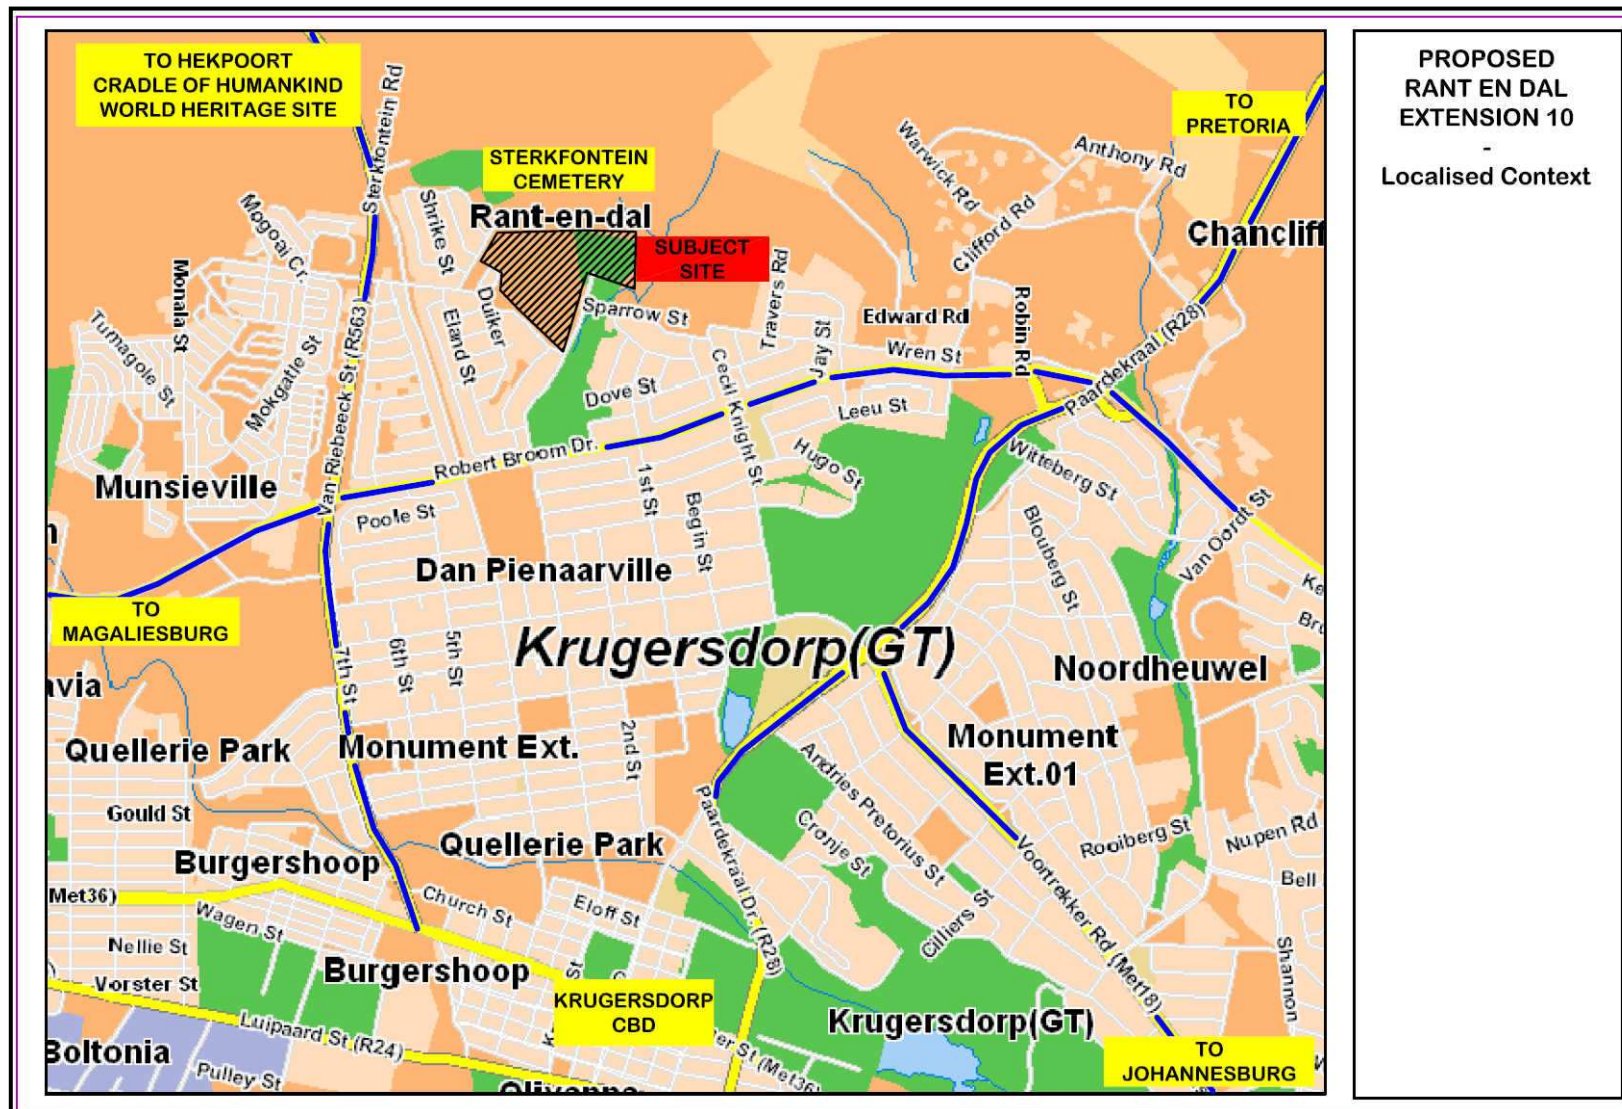 TO HEKPOORT
CRADLE OF HUMANKIND
WORLD HERITAGE SITE
Sterkfontein Rd
STERKFONTEIN
CEMETERY
Rant-en-dal
SUBJECT
SITE
TO
PRETORIA
Warwick Rd
Anthony Rd
Clifford Rd
Chancliff
Shrike St
Mogoai Cr.
Monala St
Tumagole St
Mokgatle St
Van Riebeeck St (R563)
Eland St
Duiker
Sparrow St
Travers Rd
Jay St
Edward Rd
Wren St
Robin Rd
Paardekraal (R28)
Dove St
Cecil Knight St
Leeu St
Hugo St
Robert Broom Dr.
1st St
Begin St
Witteberg St
Blouberg St
Van Oordt St
Munsieville
Poole St
Dan Pienaarville
TO
MAGALIESBURG
Krugersdorp(GT)
Noordheuwel
7th St
6th St
5th St
2nd St
avia
Quellerie Park
Monument Ext.
Monument
Ext.01
Gould St
Burgershoop
Quellerie Park
Paardekraal Dr. (R28)
Andries Pretorius St
Cronje St
Cilliers St
Voortrekker Rd (Met18)
Rooiberg St
Nupen Rd
Bell
Shannon
Met36)
Wagen St
Church St
Eloff St
Nellie St
Vorster St
Burgershoop
KRUGERSDORP
CBD
Krugersdorp(GT)
Boltonia
Luipaard St (R24)
Pulley St
er St (Met36)
TO
JOHANNESBURG
PROPOSED
RANT EN DAL
EXTENSION 10
-
Localised Context